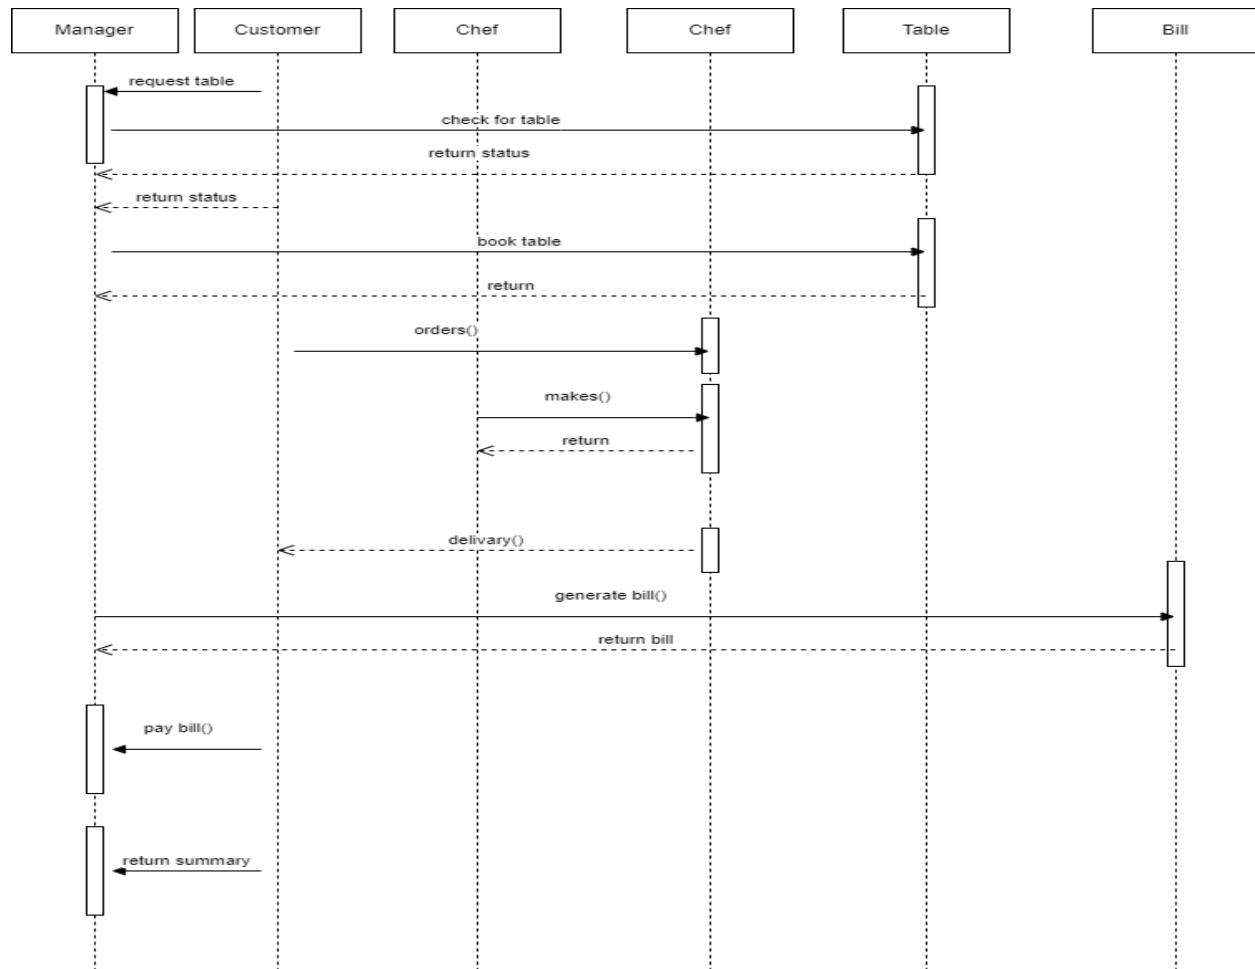 Manager
Customer
Chef
Chef
Table
Bill
request table
check for table
return status
return status
book table
return
orders()
makes()
return
delivary()
generate bill()
return bill
pay bill()
return summary